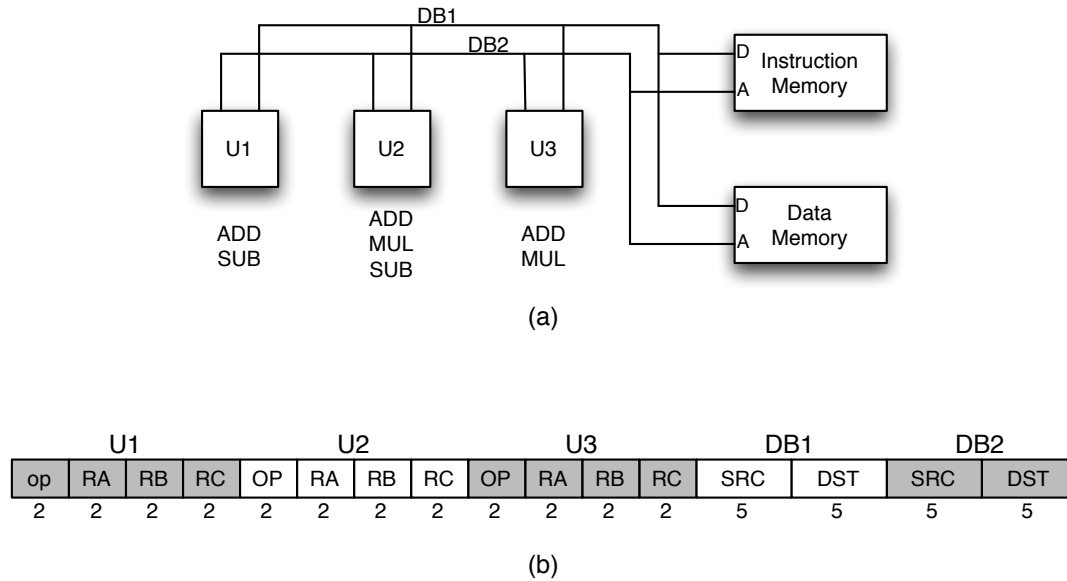 DB1
DB2
D Instruction
A Memory
U1 U2 U3
ADD ADD ADD
SUB MUL MUL
SUB
D Data
A Memory
(a)
U1 U2 U3 DB1 DB2
op RA RB RC OP RA RB RC OP RA RB RC SRC DST SRC DST
2 2 2 2 2 2 2 2 2 2 2 2 5 5 5 5
(b)